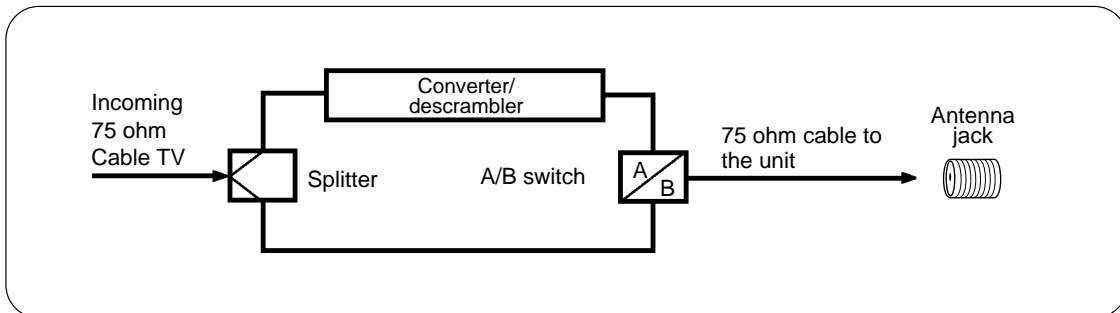 Converter/
descrambler
Incoming
75 ohm
Cable TV
Splitter
A/B switch
A
B
75 ohm cable to
the unit
Antenna
jack